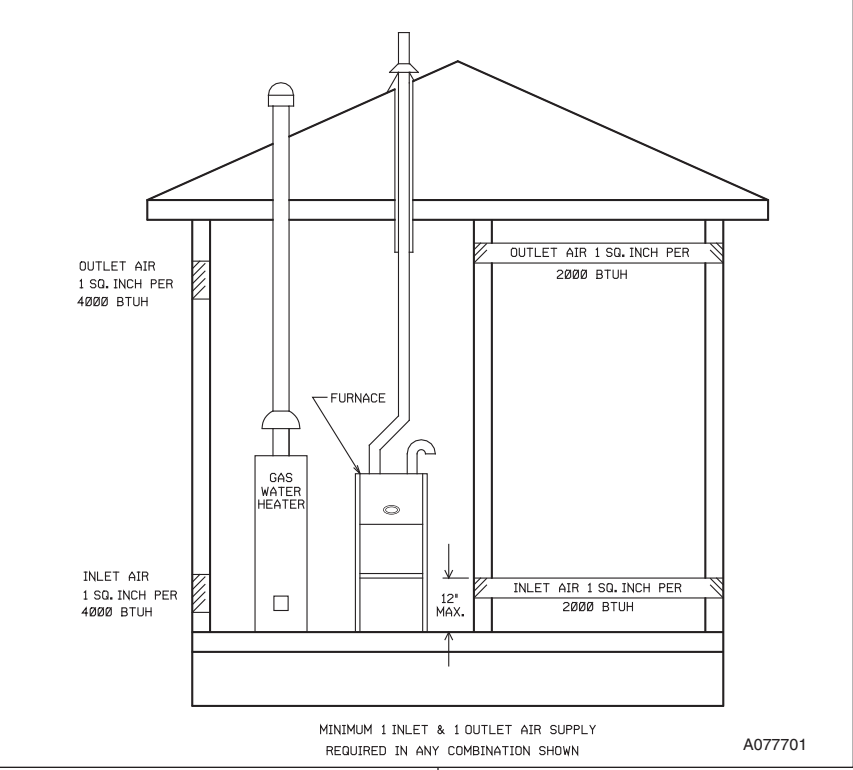 OUTLET AIR
1 SQ. INCH PER
4000 BTUH
OUTLET AIR 1 SQ. INCH PER
2000 BTUH
FURNACE
GAS
WATER
HEATER
INLET AIR
1 SQ. INCH PER
4000 BTUH
12"
MAX.
INLET AIR 1 SQ. INCH PER
2000 BTUH
MINIMUM 1 INLET & 1 OUTLET AIR SUPPLY
REQUIRED IN ANY COMBINATION SHOWN
A077701